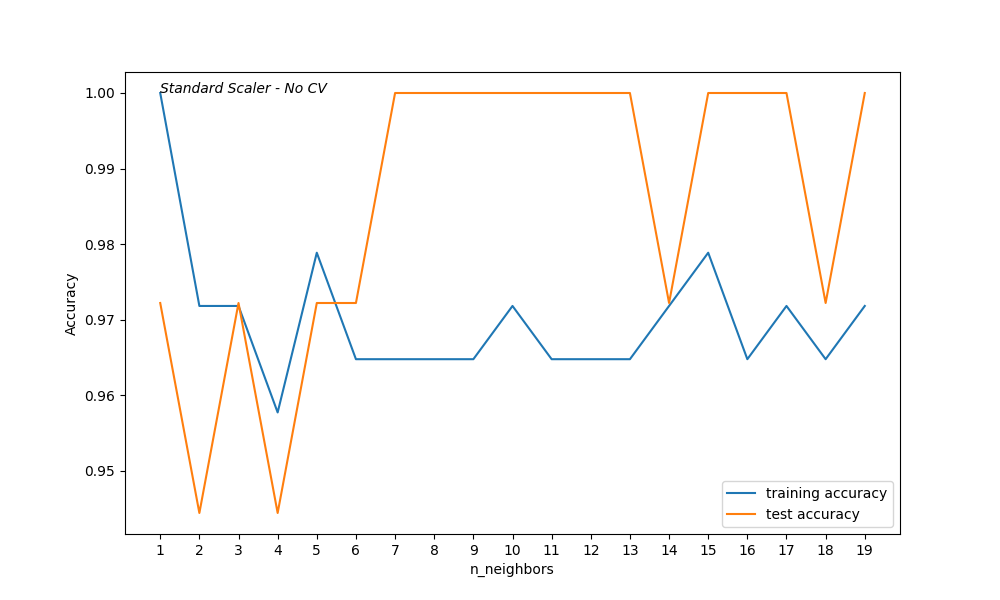 Standard Scaler - No CV
1.00
0.99
0.98
0.97
0.96
0.95
Accuracy
training accuracy
test accuracy
1 2 3 4 5 6 7 8 9 10 11 12 13 14 15 16 17 18 19
n_neighbors